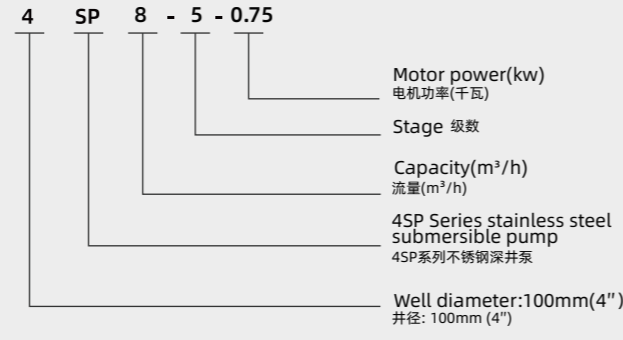 4 SP 8 - 5 - 0.75
Motor power(kw)
电机功率(千瓦)
Stage 级数
Capacity(m³/h)
流量(m³/h)
4SP Series stainless steel
submersible pump
4SP系列不锈钢深井泵
Well diameter:100mm(4")
井径: 100mm (4")